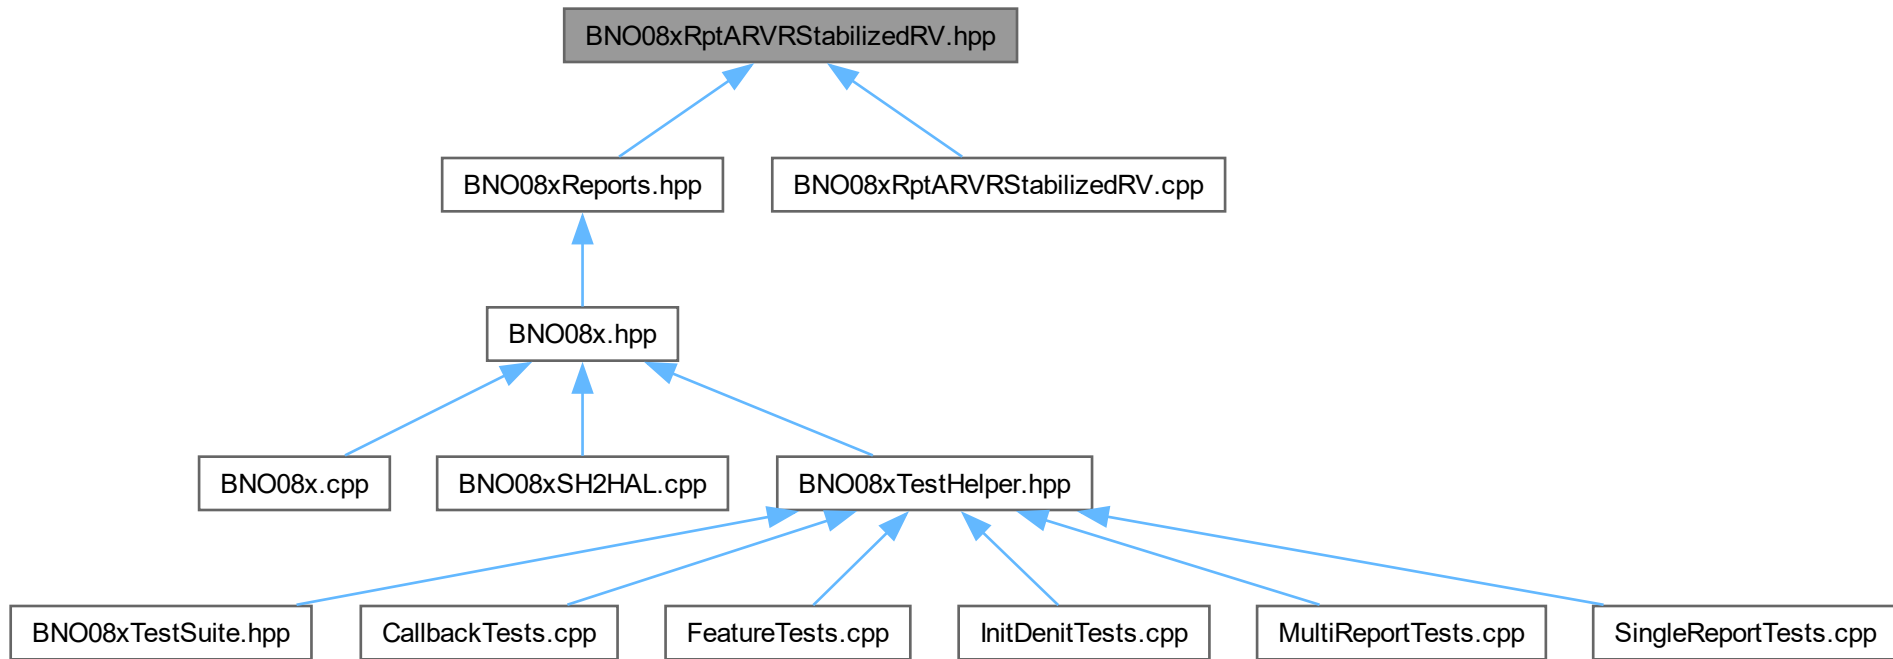 BNO08xRptARVRStabilizedRV.hpp
BNO08xReports.hpp
BNO08xRptARVRStabilizedRV.cpp
BNO08x.hpp
BNO08x.cpp
BNO08xSH2HAL.cpp
BNO08xTestHelper.hpp
BNO08xTestSuite.hpp
CallbackTests.cpp
FeatureTests.cpp
InitDenitTests.cpp
MultiReportTests.cpp
SingleReportTests.cpp